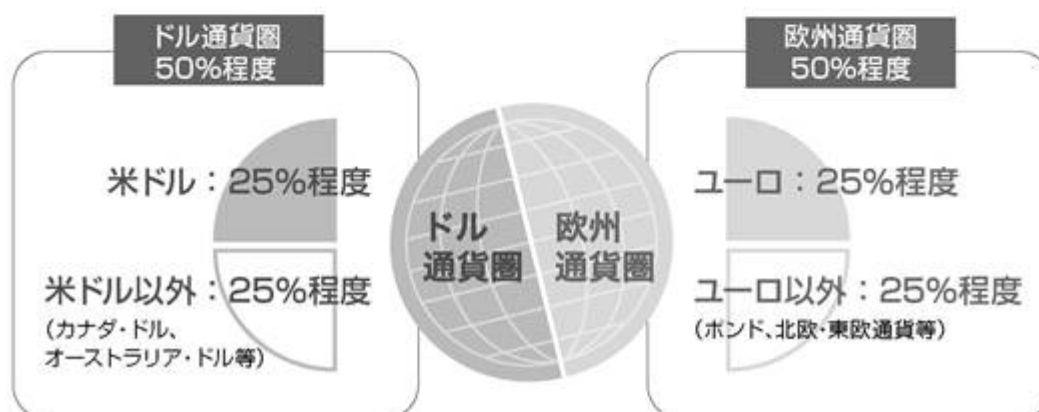 ドル通貨圏
50%程度
米ドル：25%程度
米ドル以外：25%程度
（カナダ・ドル、
オーストラリア・ドル等）
ドル
通貨圏
欧州
通貨圏
欧州通貨圏
50%程度
ユーロ：25%程度
ユーロ以外：25%程度
（ポンド、北欧・東欧通貨等）